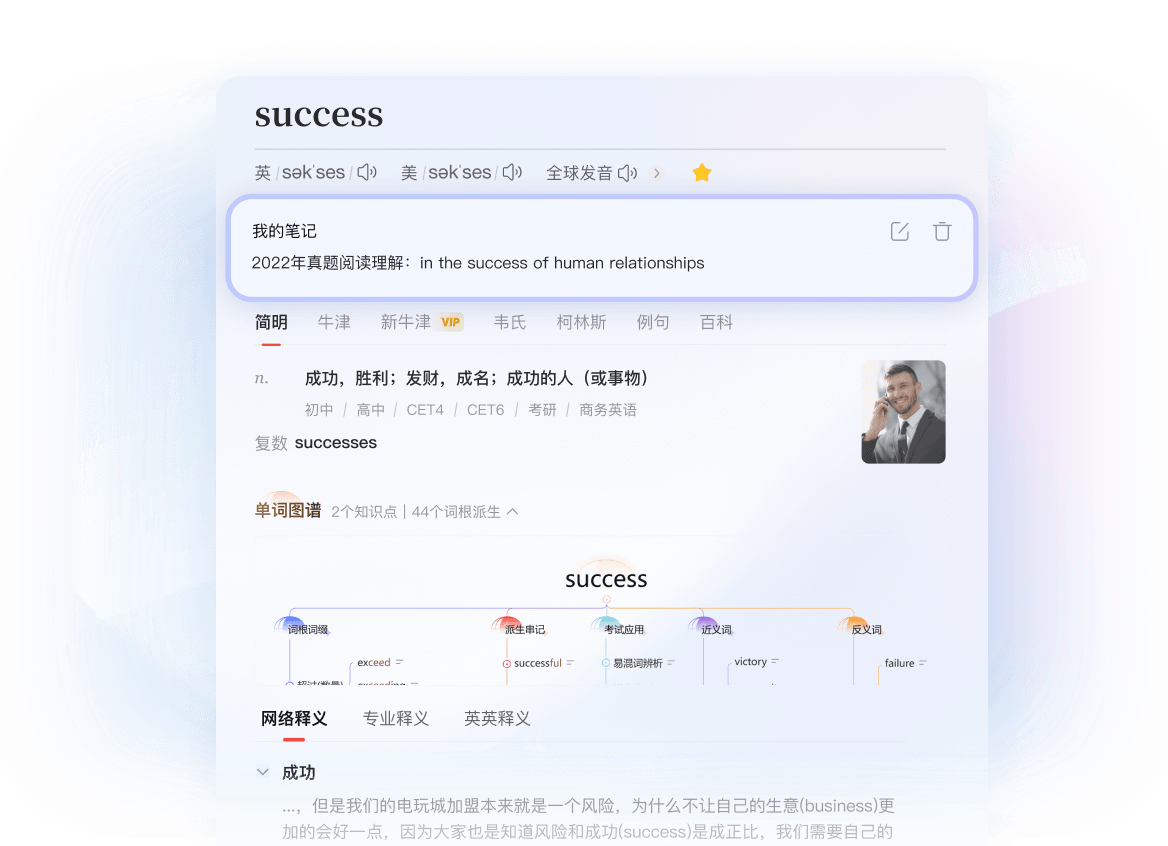 success
英 /sək'ses/ 美 /sək'ses/ 全球发音
我的笔记
2022年真题阅读理解：in the success of human relationships
简明 牛津 新牛津 VIP 韦氏 柯林斯 例句 百科
n. 成功，胜利；发财，成名；成功的人（或事物）
初中 / 高中 / CET4 / CET6 / 考研 / 商务英语
复数 successes
单词图谱 2个知识点 | 44个词根派生
success
词根词缀 派生串记 考试应用 近义词 反义词
exceed successful 易混词辨析 victory failure
超过(数量) exceeding
网络释义 专业释义 英英释义
成功
...，但是我们的电玩城加盟本来就是一个风险，为什么不让自己的生意(business)更
加的会好一点，因为大家也是知道风险和成功(success)是成正比，我们需要自己的